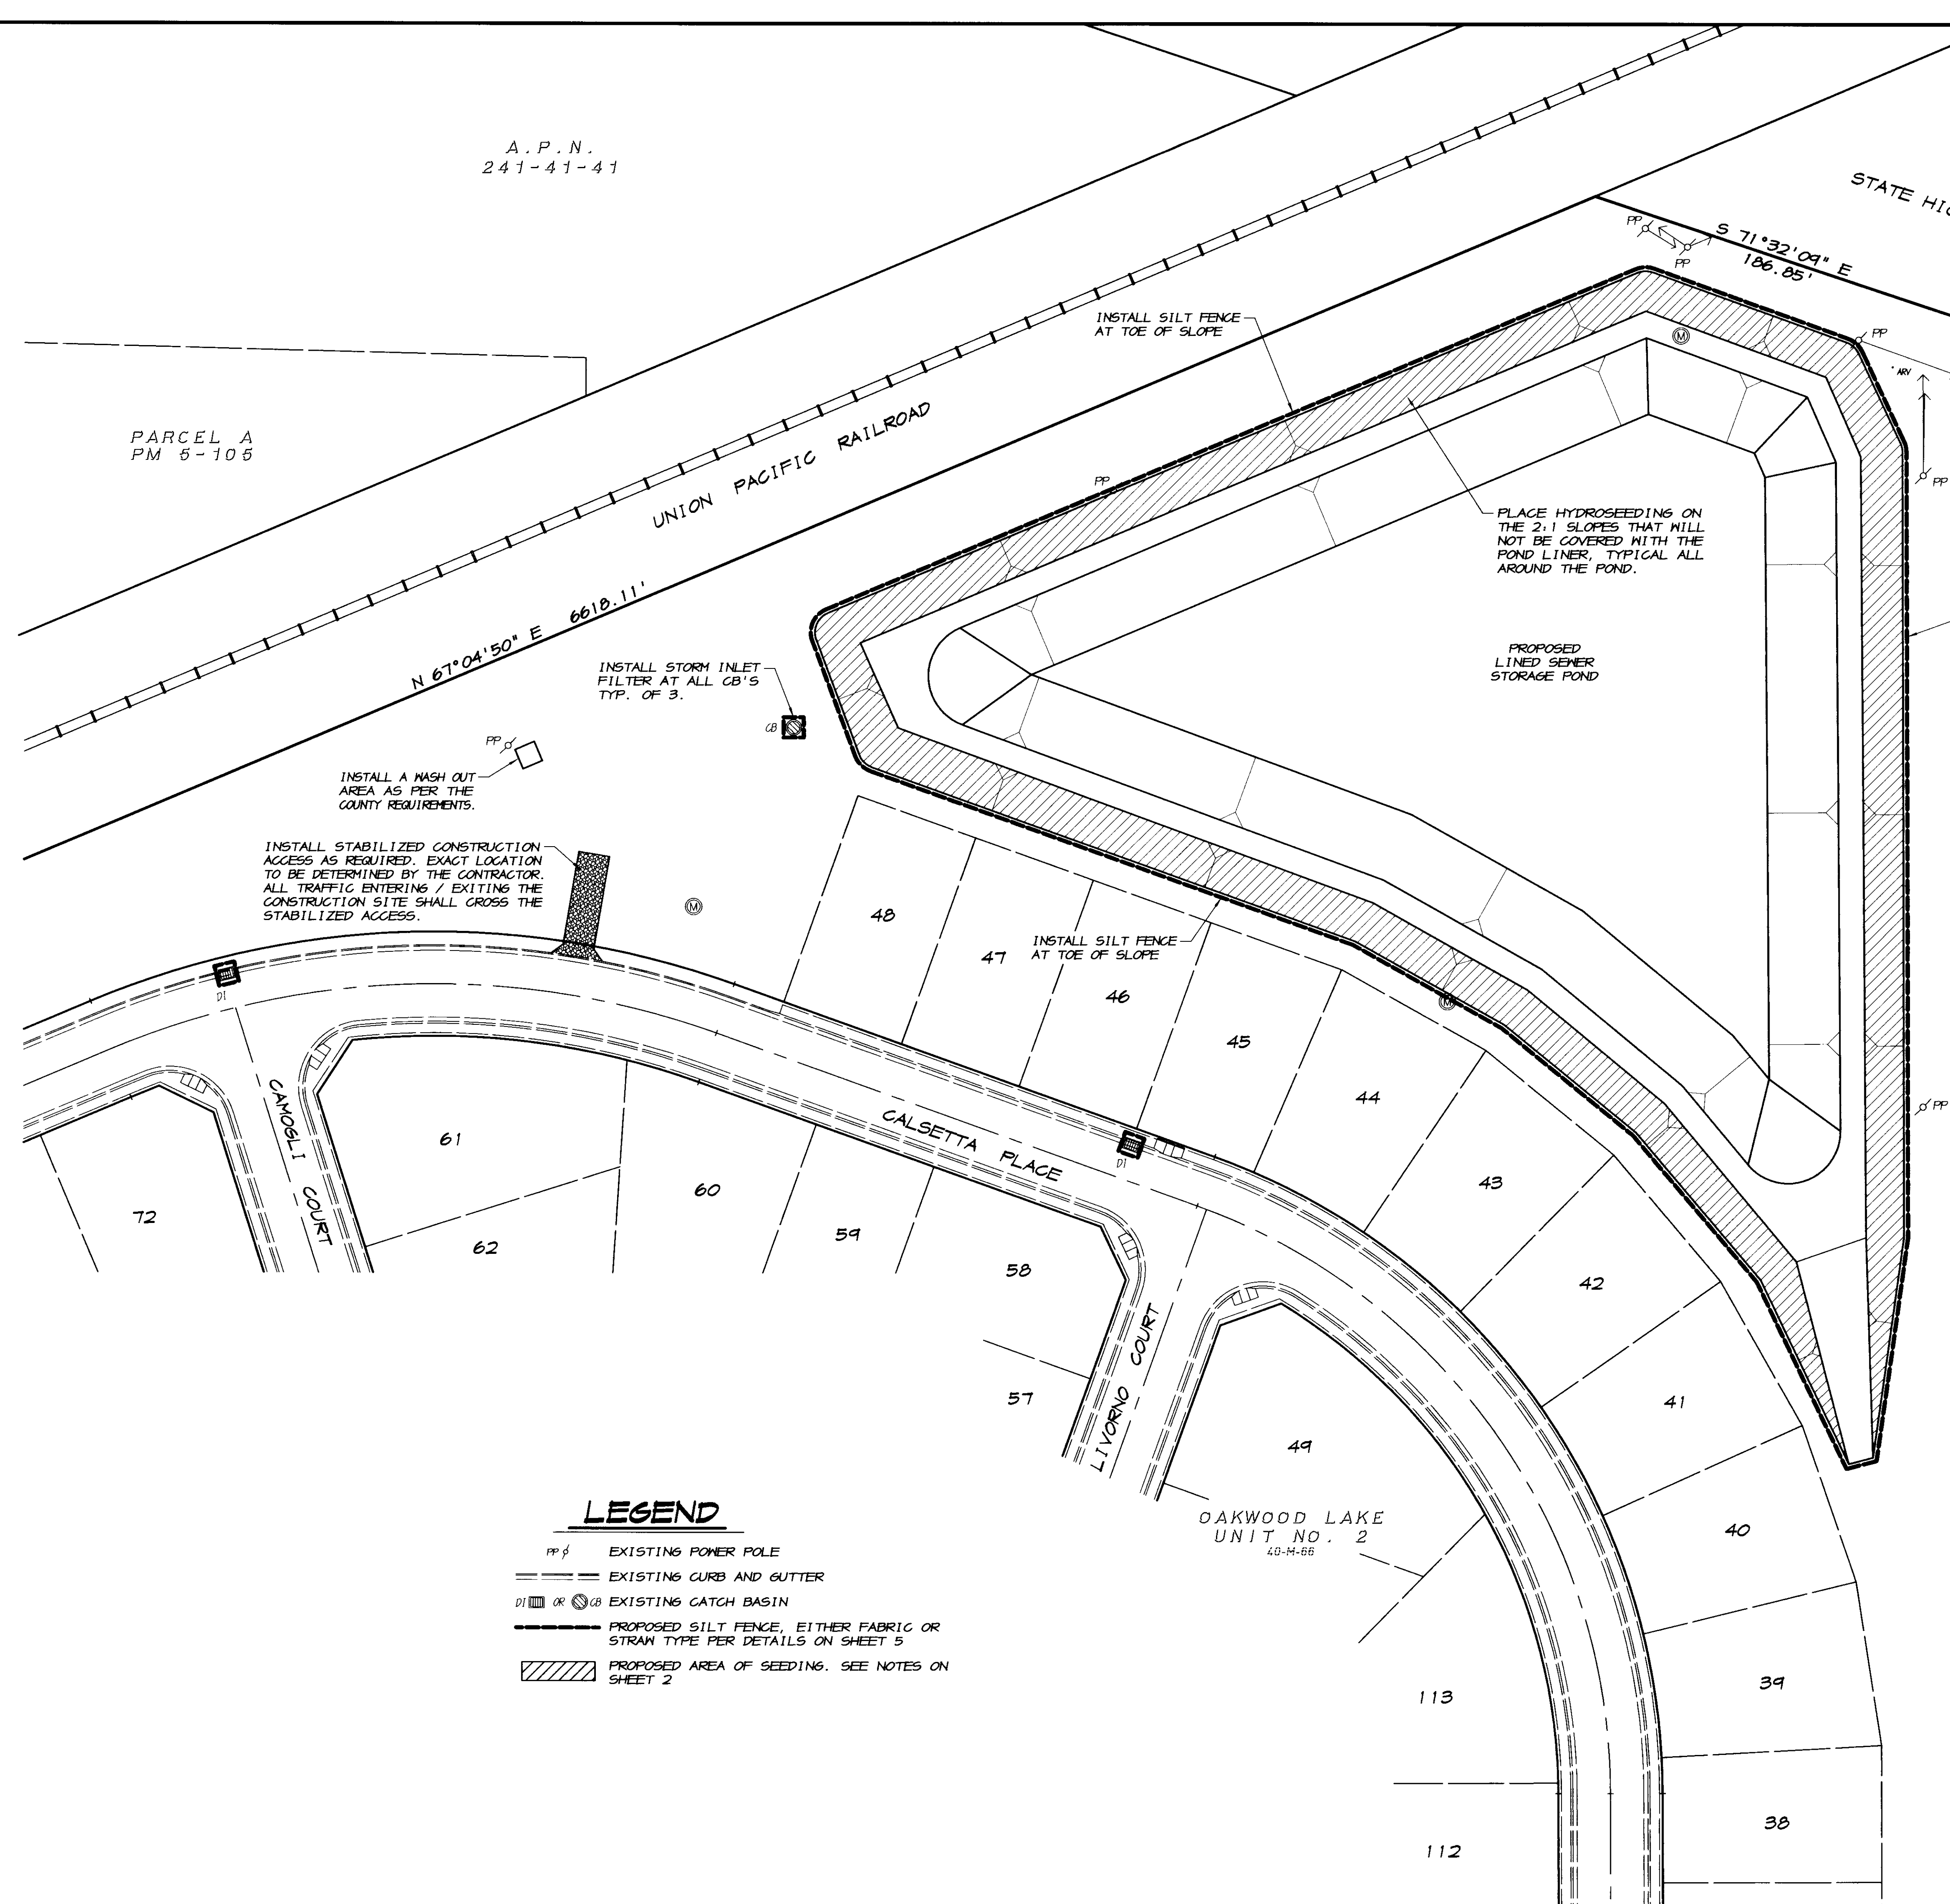 A.P.N.
241-41-41
STATE
PP
S 71°32'09" E
186.85'
PP
INSTALL SILT FENCE
AT TOE OF SLOPE
M
PP
ARV
PARCEL A
PM 5-105
UNION PACIFIC RAILROAD
PP
PP
PLACE HYDROSEEDING ON
THE 2:1 SLOPES THAT WILL
NOT BE COVERED WITH THE
POND LINER, TYPICAL ALL
AROUND THE POND.
N 67°04'50" E 6618.11'
PROPOSED
LINED SEWER
STORAGE POND
INSTALL STORM INLET
FILTER AT ALL CB'S
TYP. OF 3.
CB
PP
INSTALL A WASH OUT
AREA AS PER THE
COUNTY REQUIREMENTS.
INSTALL STABILIZED CONSTRUCTION
ACCESS AS REQUIRED. EXACT LOCATION
TO BE DETERMINED BY THE CONTRACTOR.
ALL TRAFFIC ENTERING / EXITING THE
CONSTRUCTION SITE SHALL CROSS THE
STABILIZED ACCESS.
M
48
47
INSTALL SILT FENCE
AT TOE OF SLOPE
46
M
DI
45
44
PP
CAMOGLI COURT
61
CALSETTA PLACE
DI
43
72
60
59
62
58
42
LIVORNO COURT
57
41
49
LEGEND
OAKWOOD LAKE
UNIT NO. 2
40-M-66
40
PP EXISTING POWER POLE
EXISTING CURB AND GUTTER
DI OR CB EXISTING CATCH BASIN
PROPOSED SILT FENCE, EITHER FABRIC OR
STRAW TYPE PER DETAILS ON SHEET 5
PROPOSED AREA OF SEEDING. SEE NOTES ON
SHEET 2
39
113
38
112